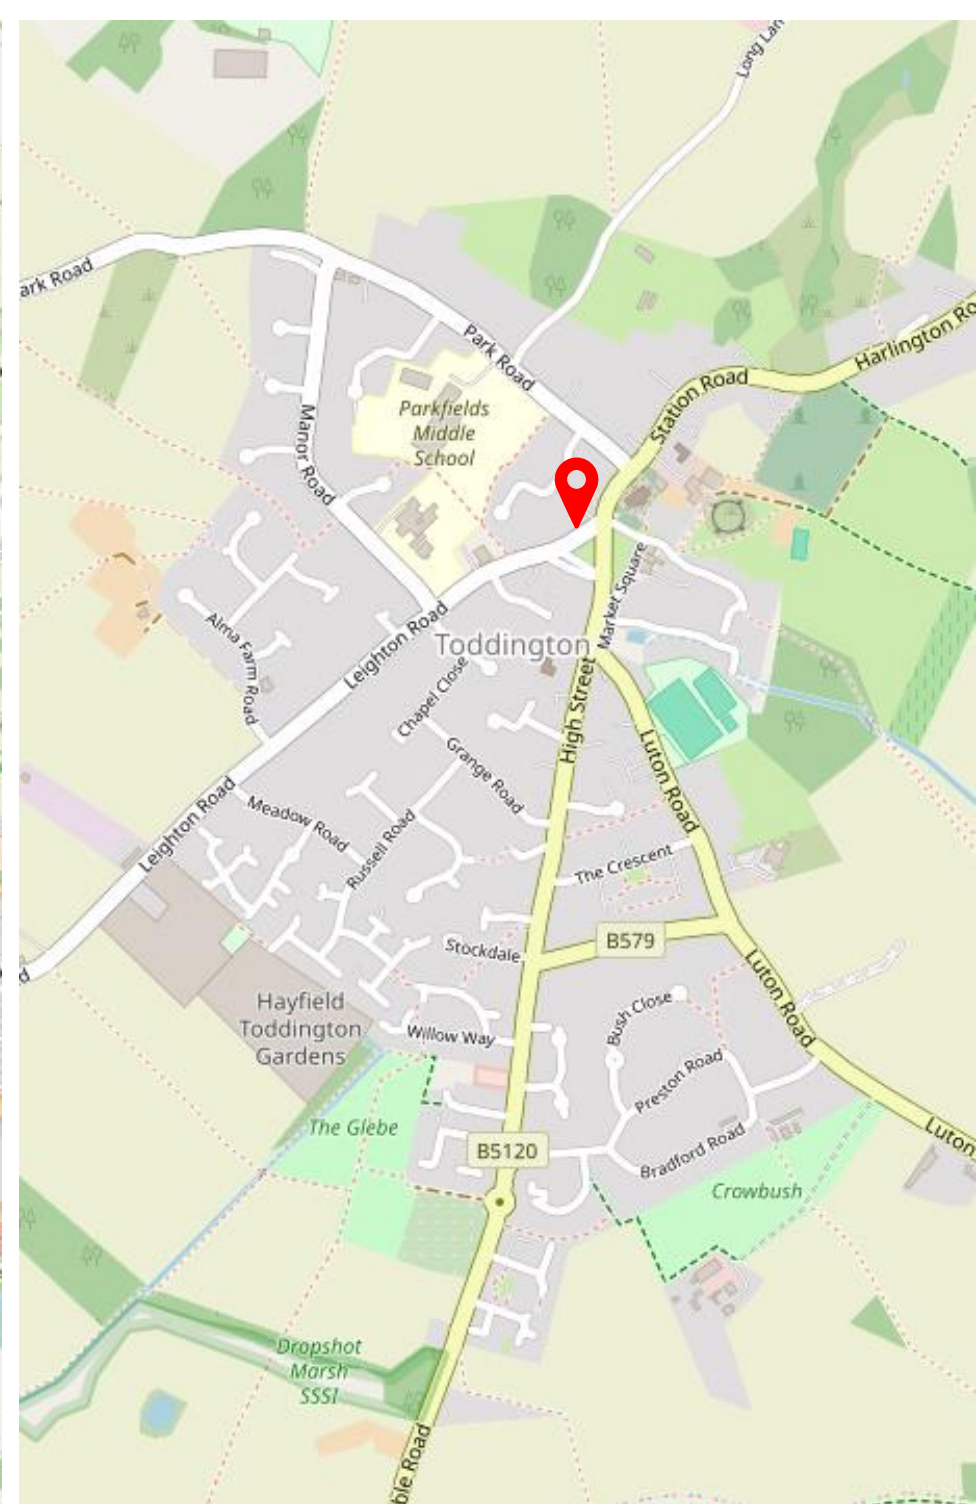 Long Lan
ark Road
Park Road
Harlington Ro
Station Road
Parkfields
Middle
School
Manor Road
Market Square
Toddington
Leighton Road
Alma Farm Road
Chapel Close
High Street
Grange Road
Luton Road
Meadow Road
Leighton Road
Russell Road
The Crescent
B579
Stockdale
d
Luton Road
Hayfield
Toddington
Gardens
Bush Close
Willow Way
Preston Road
The Glebe
B5120
Bradford Road
Luton
Crowbush
Dropshot
Marsh
SSSI
ble Road